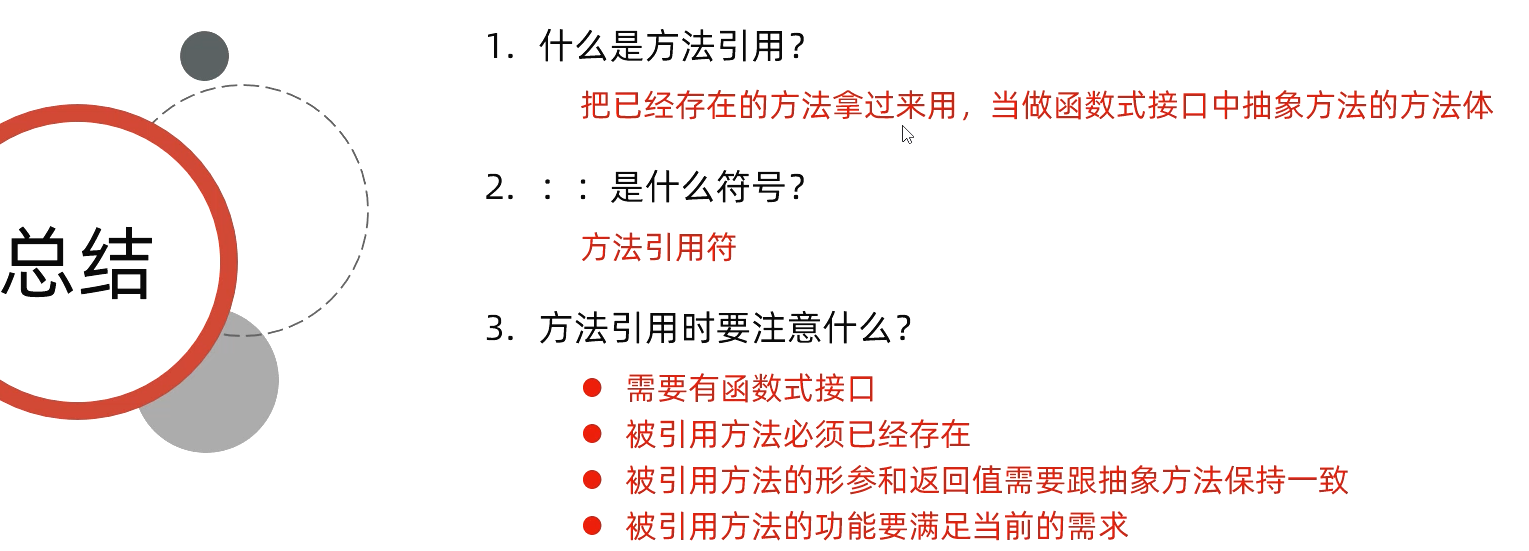 总结
1. 什么是方法引用?
把已经存在的方法拿过来用，当做函数式接口中抽象方法的方法体
2. ：：是什么符号?
方法引用符
3. 方法引用时要注意什么?
● 需要有函数式接口
● 被引用方法必须已经存在
● 被引用方法的形参和返回值需要跟抽象方法保持一致
● 被引用方法的功能要满足当前的需求